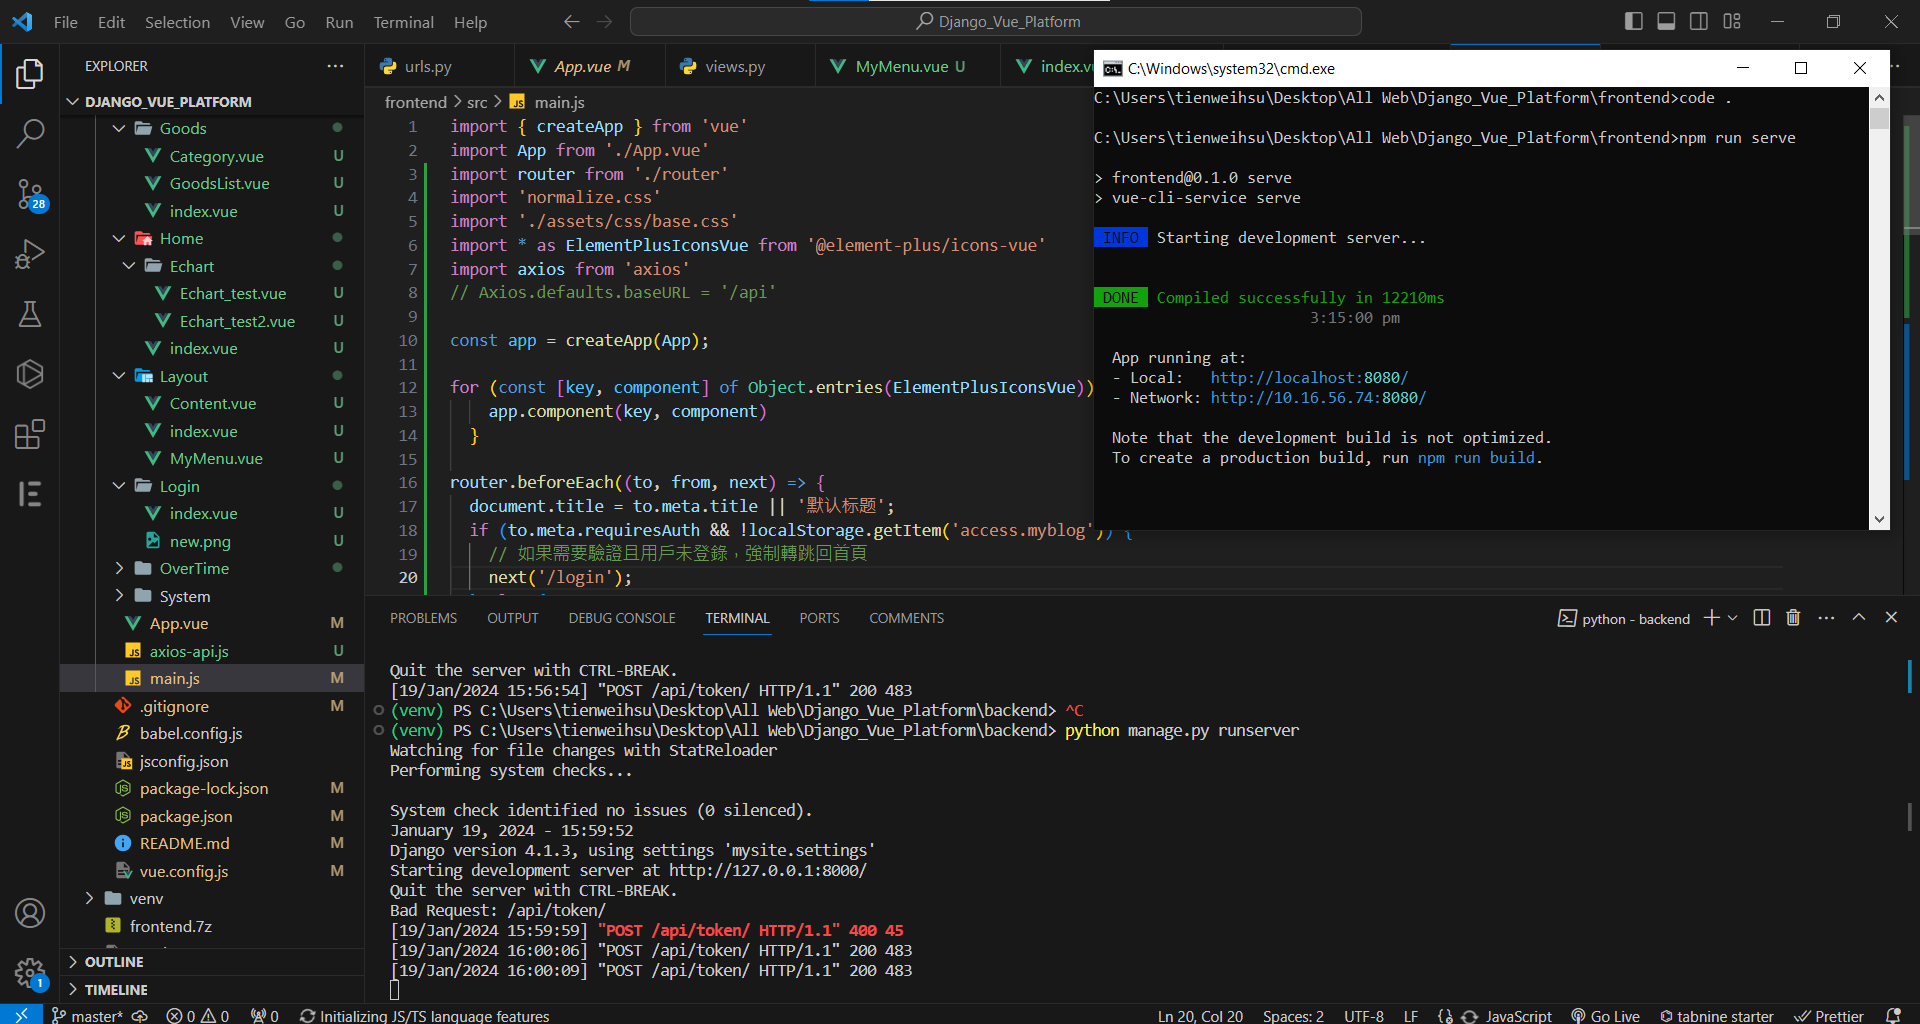 File Edit Selection View Go Run Terminal Help
Django_Vue_Platform
EXPLORER
DJANGO_VUE_PLATFORM
Goods
Category.vue U
GoodsList.vue U
index.vue U
Home
Echart
Echart_test.vue U
Echart_test2.vue U
index.vue U
Layout
Content.vue U
index.vue U
MyMenu.vue U
Login
index.vue U
new.png U
OverTime
System
App.vue M
axios-api.js U
main.js M
.gitignore M
babel.config.js
jsconfig.json
package-lock.json M
package.json M
README.md M
vue.config.js M
venv
frontend.7z
OUTLINE
TIMELINE
28
1
urls.py
App.vue M
views.py
MyMenu.vue U
frontend > src > JS main.js
1 import { createApp } from 'vue'
2 import App from './App.vue'
3 import router from './router'
4 import 'normalize.css'
5 import './assets/css/base.css'
6 import * as ElementPlusIconsVue from '@element-plus/icons-vue'
7 import axios from 'axios'
8 // Axios.defaults.baseURL = '/api'
9
10 const app = createApp(App);
11
12 for (const [key, component] of Object.entries(ElementPlusIconsVue))
13 app.component(key, component)
14 }
15
16 router.beforeEach((to, from, next) => {
17 document.title = to.meta.title || '默认标题';
18 if (to.meta.requiresAuth && !localStorage.getItem('access.myblog')) {
19 // 如果需要驗證且用戶未登錄，強制轉跳回首頁
20 next('/login');
C:\Windows\system32\cmd.exe
C:\Users\tienweihsu\Desktop\All Web\Django_Vue_Platform\frontend>code .
C:\Users\tienweihsu\Desktop\All Web\Django_Vue_Platform\frontend>npm run serve
> frontend@0.1.0 serve
> vue-cli-service serve
INFO Starting development server...
DONE Compiled successfully in 12210ms
3:15:00 pm
App running at:
- Local: http://localhost:8080/
- Network: http://10.16.56.74:8080/
Note that the development build is not optimized.
To create a production build, run npm run build.
PROBLEMS OUTPUT DEBUG CONSOLE TERMINAL PORTS COMMENTS
python - backend
Quit the server with CTRL-BREAK.
[19/Jan/2024 15:56:54] "POST /api/token/ HTTP/1.1" 200 483
(venv) PS C:\Users\tienweihsu\Desktop\All Web\Django_Vue_Platform\backend> ^C
(venv) PS C:\Users\tienweihsu\Desktop\All Web\Django_Vue_Platform\backend> python manage.py runserver
Watching for file changes with StatReloader
Performing system checks...
System check identified no issues (0 silenced).
January 19, 2024 - 15:59:52
Django version 4.1.3, using settings 'mysite.settings'
Starting development server at http://127.0.0.1:8000/
Quit the server with CTRL-BREAK.
Bad Request: /api/token/
[19/Jan/2024 15:59:59] "POST /api/token/ HTTP/1.1" 400 45
[19/Jan/2024 16:00:06] "POST /api/token/ HTTP/1.1" 200 483
[19/Jan/2024 16:00:09] "POST /api/token/ HTTP/1.1" 200 483
master* 0 0 0 Initializing JS/TS language features
Ln 20, Col 20 Spaces: 2 UTF-8 LF JavaScript Go Live tabnine starter Prettier